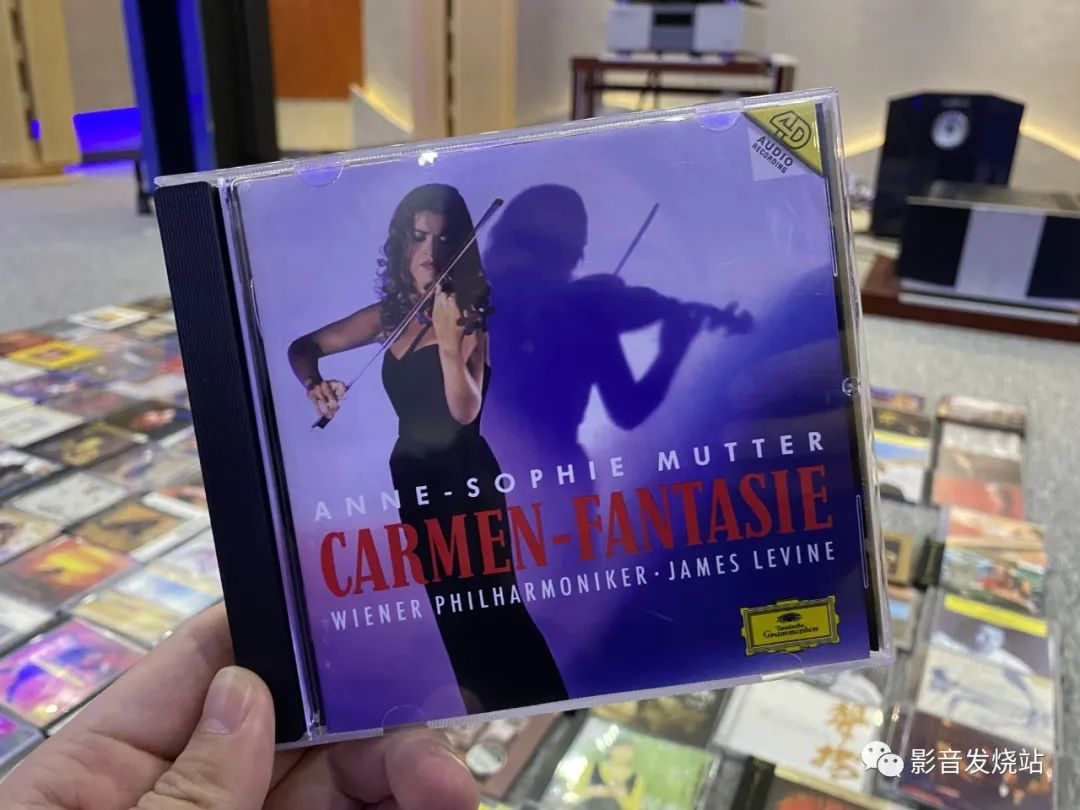 4D
AUDIO
RECORDING
ANNE-SOPHIE MUTTER
CARMEN-FANTASIE
WIENER PHILHARMONIKER · JAMES LEVINE
Deutsche
Grammophon
影音发烧站